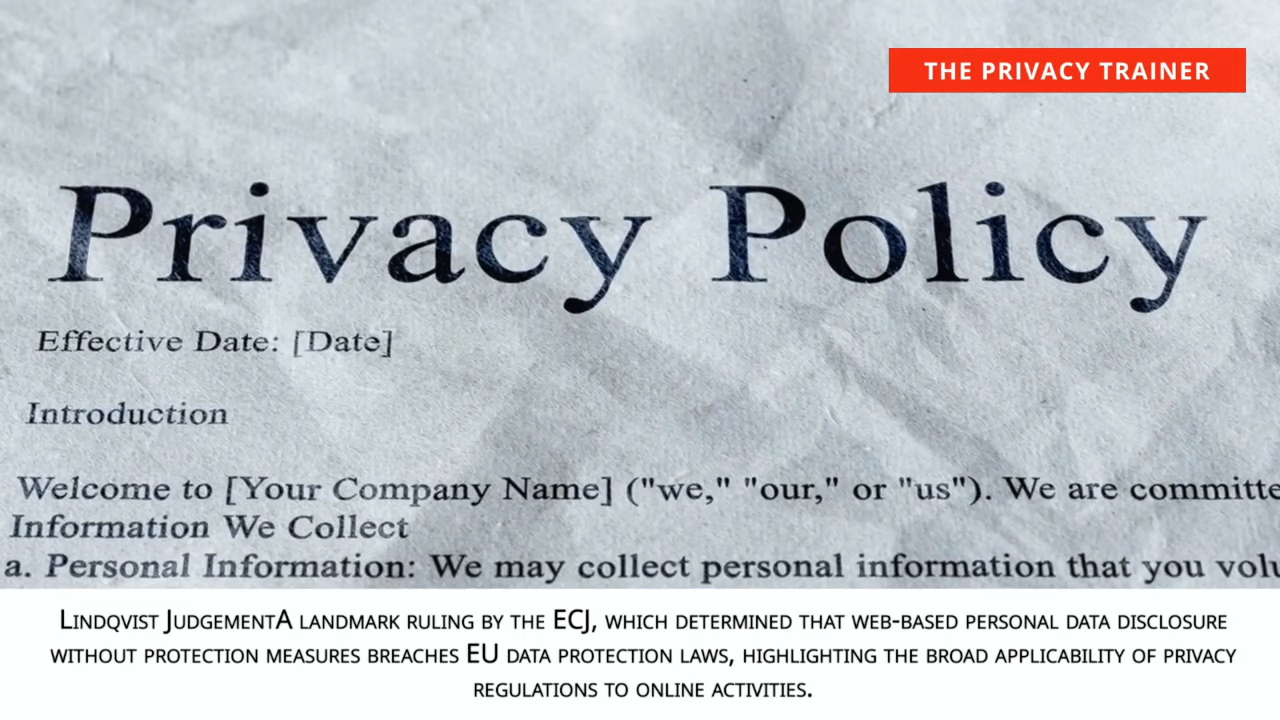 THE PRIVACY TRAINER
Privacy Policy
Effective Date: [Date]
Introduction
Welcome to [Your Company Name] ("we," "our," or "us"). We are committe
Information We Collect
a. Personal Information: We may collect personal information that you volu
Lindqvist JudgementA landmark ruling by the ECJ, which determined that web-based personal data disclosure
without protection measures breaches EU data protection laws, highlighting the broad applicability of privacy
regulations to online activities.